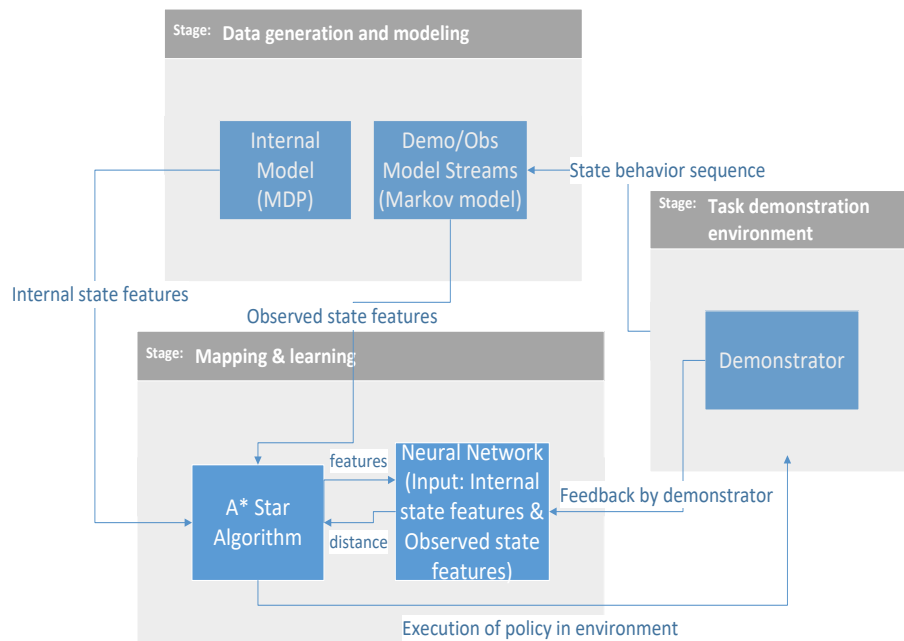 Stage: Data generation and modeling
Internal
Model
(MDP)
Demo/Obs
Model Streams
(Markov model)
State behavior sequence
Stage: Task demonstration
environment
Internal state features
Observed state features
Demonstrator
Stage: Mapping & learning
features
Neural Network
(Input: Internal
state features &
Observed state
features)
A* Star
Algorithm
distance
Feedback by demonstrator
Execution of policy in environment